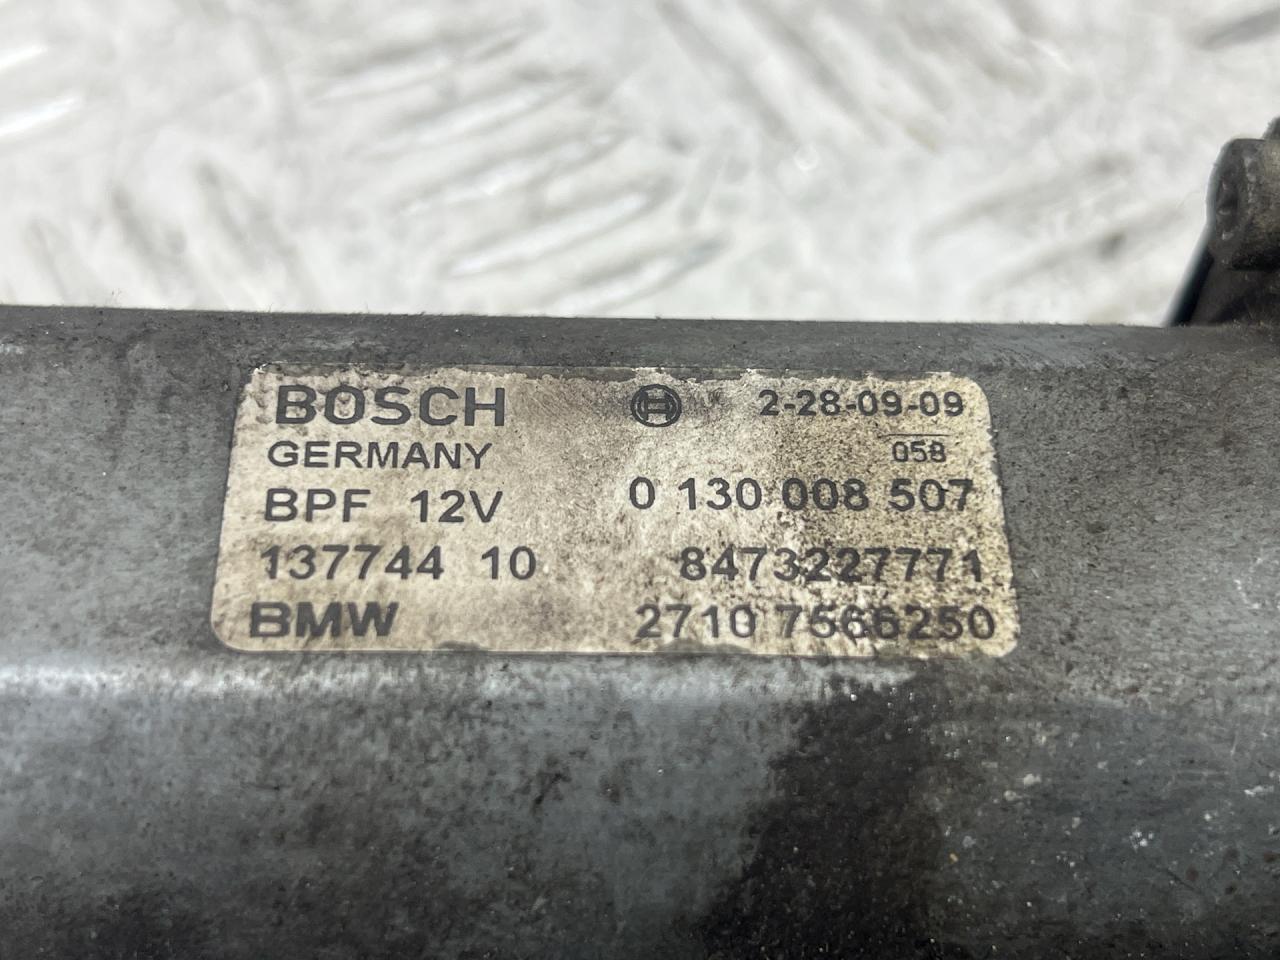 BOSCH 2-28-09-09
GERMANY 058
BPF 12V 0 130 008 507
137744 10 8473227771
BMW 2710 7566250